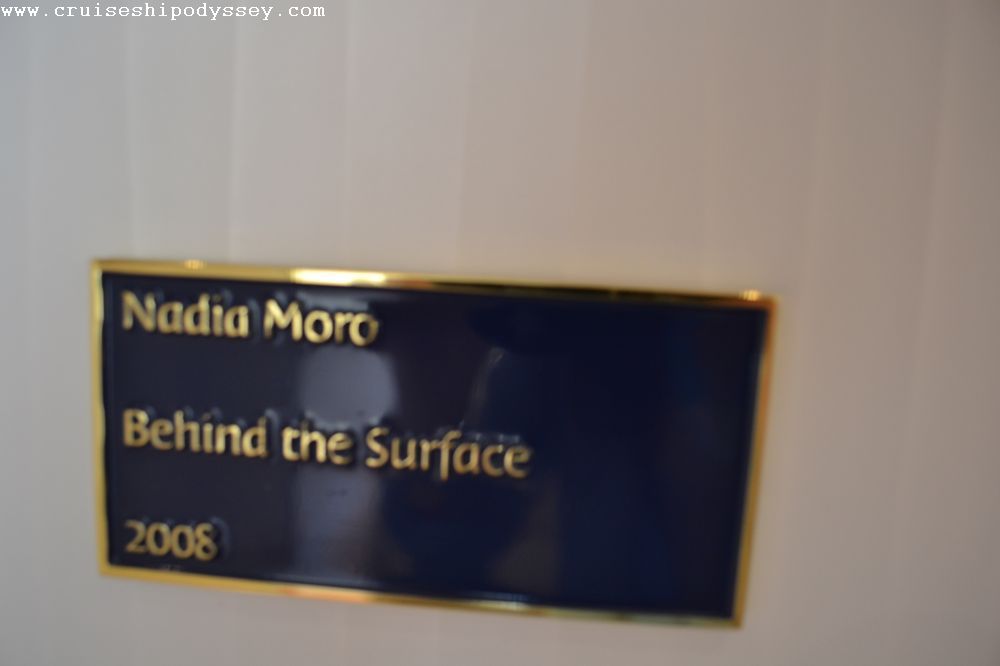 www.cruiseshipodyssey.com
Nadia Moro
Behind the Surface
2008